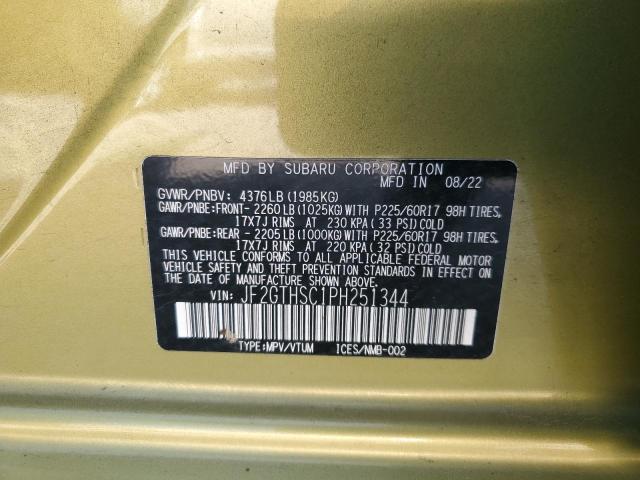 MFD BY SUBARU CORPORATION
MFD IN 08/22
GVWR/PNBV: 4376LB (1985KG)
GAWR/PNBE:FRONT- 2260LB (1025KG) WITH P225/60R17 98H TIRES,
17X7J RIMS AT 230 KPA (33 PSI) COLD
GAWR/PNBE:REAR - 2205LB (1000KG) WITH P225/60R17 98H TIRES,
17X7J RIMS AT 220 KPA (32 PSI) COLD
THIS VEHICLE CONFORMS TO ALL APPLICABLE FEDERAL MOTOR
VEHICLE SAFETY STANDARDS IN EFFECT ON
THE DATE OF MANUFACTURE SHOWN ABOVE.
VIN: JF2GTHSC1PH251344
TYPE:MPV/VTUM ICES/NMB-002